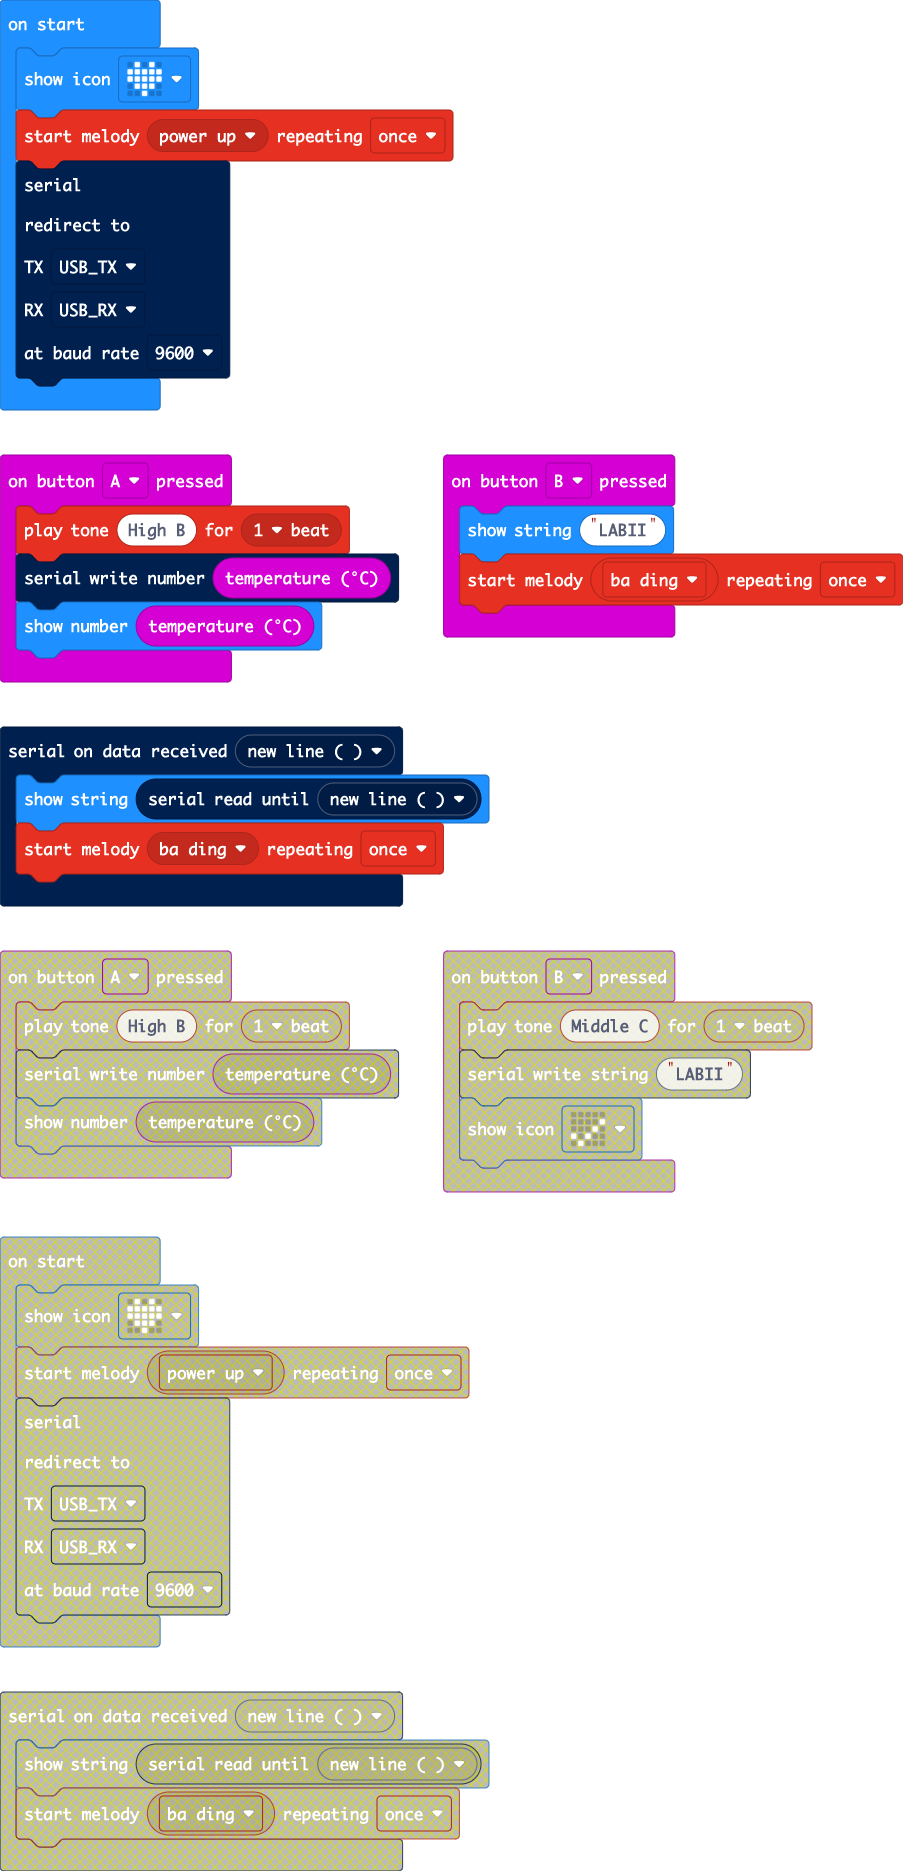 on start
show icon
start melody power up repeating once
serial
redirect to
TX USB_TX
RX USB_RX
at baud rate 9600
on button A pressed
play tone High B for 1 beat
serial write number temperature (°C)
show number temperature (°C)
on button B pressed
show string "LABII"
start melody ba ding repeating once
serial on data received new line ( )
show string serial read until new line ( )
start melody ba ding repeating once
on button A pressed
play tone High B for 1 beat
serial write number temperature (°C)
show number temperature (°C)
on button B pressed
play tone Middle C for 1 beat
serial write string "LABII"
show icon
on start
show icon
start melody power up repeating once
serial
redirect to
TX USB_TX
RX USB_RX
at baud rate 9600
serial on data received new line ( )
show string serial read until new line ( )
start melody ba ding repeating once